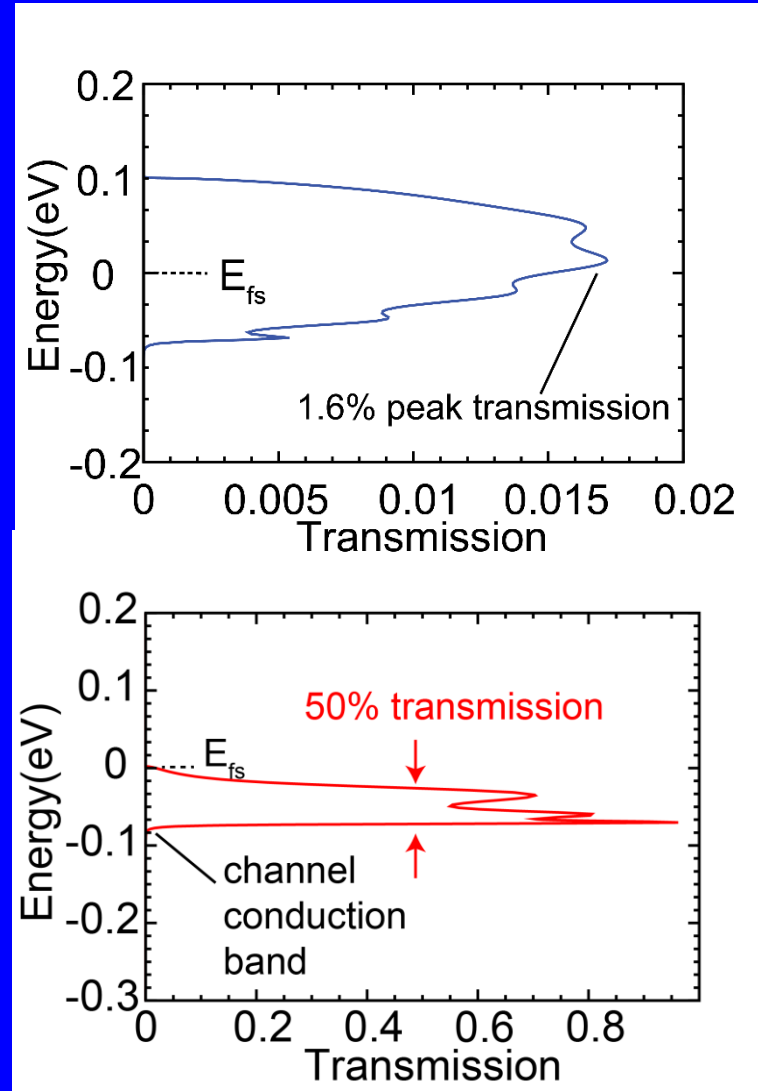 0.2
0.1
0
-0.1
-0.2
Energy(eV)
E_fs
1.6% peak transmission
0 0.005 0.01 0.015 0.02
Transmission
0.2
0.1
0
-0.1
-0.2
-0.3
Energy(eV)
E_fs
50% transmission
channel
conduction
band
0 0.2 0.4 0.6 0.8
Transmission